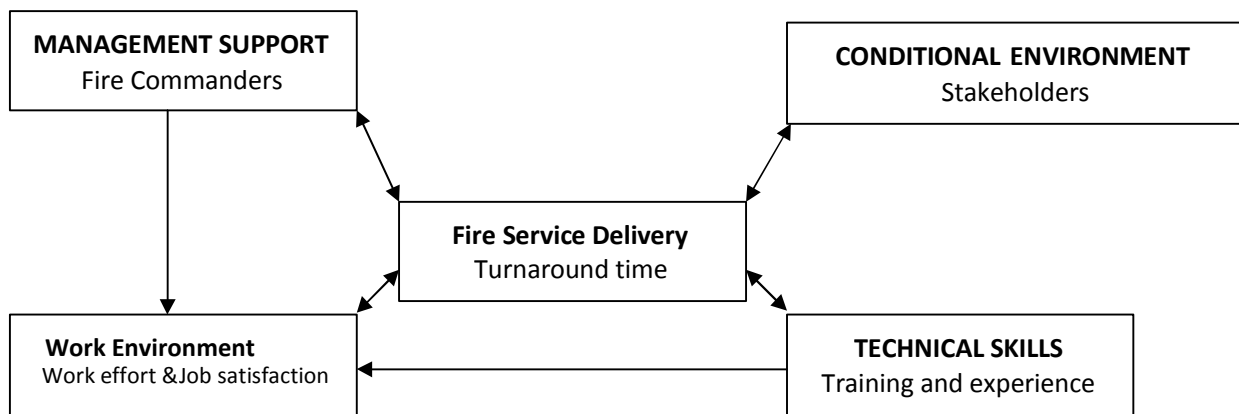 MANAGEMENT SUPPORT
Fire Commanders
CONDITIONAL ENVIRONMENT
Stakeholders
Fire Service Delivery
Turnaround time
Work Environment
Work effort &Job satisfaction
TECHNICAL SKILLS
Training and experience